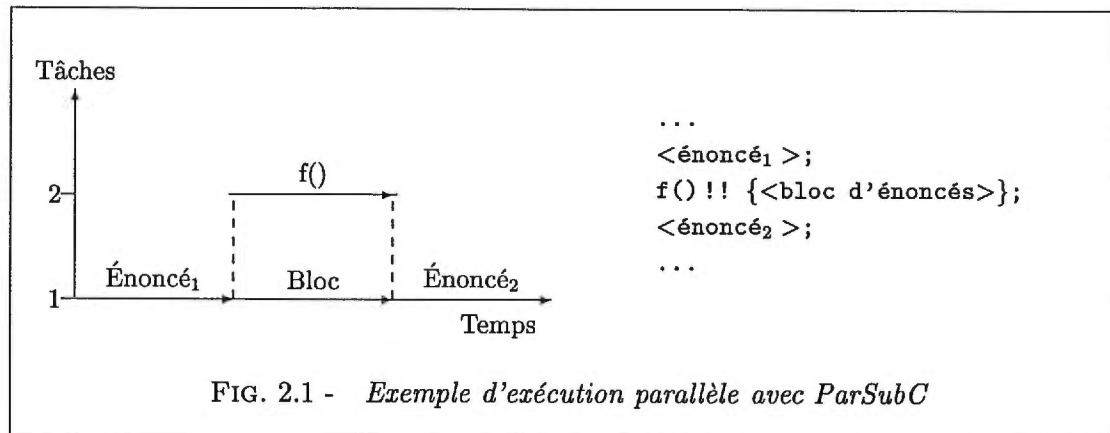 Tâches
2
f()
1
Énoncé₁
Bloc
Énoncé₂
Temps
...
<énoncé₁ >;
f() !! {<bloc d'énoncés>};
<énoncé₂ >;
...
FIG. 2.1 - Exemple d'exécution parallèle avec ParSubC